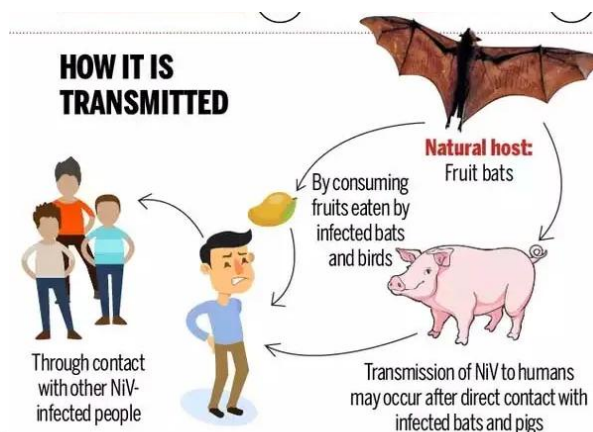 HOW IT IS
TRANSMITTED
Natural host:
Fruit bats
By consuming
fruits eaten by
infected bats
and birds
Through contact
with other NiV-
infected people
Transmission of NiV to humans
may occur after direct contact with
infected bats and pigs